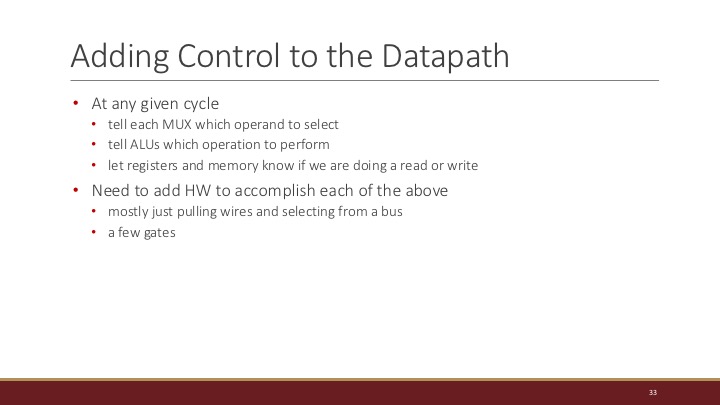 Adding Control to the Datapath
• At any given cycle
• tell each MUX which operand to select
• tell ALUs which operation to perform
• let registers and memory know if we are doing a read or write
• Need to add HW to accomplish each of the above
• mostly just pulling wires and selecting from a bus
• a few gates
33